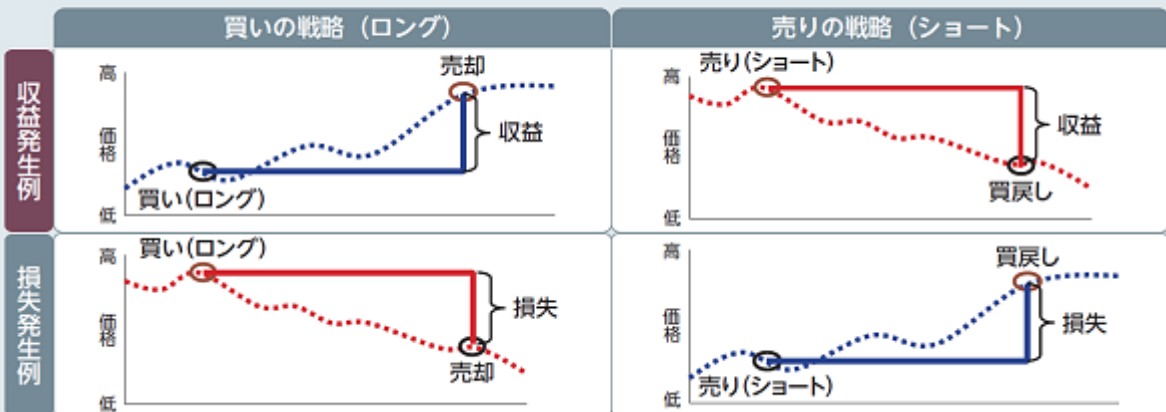 買いの戦略（ロング）
売りの戦略（ショート）
収益発生例
高
価格
低
売却
収益
買い（ロング）
高
価格
低
売り（ショート）
収益
買戻し
損失発生例
高
価格
低
買い（ロング）
損失
売却
高
価格
低
買戻し
損失
売り（ショート）